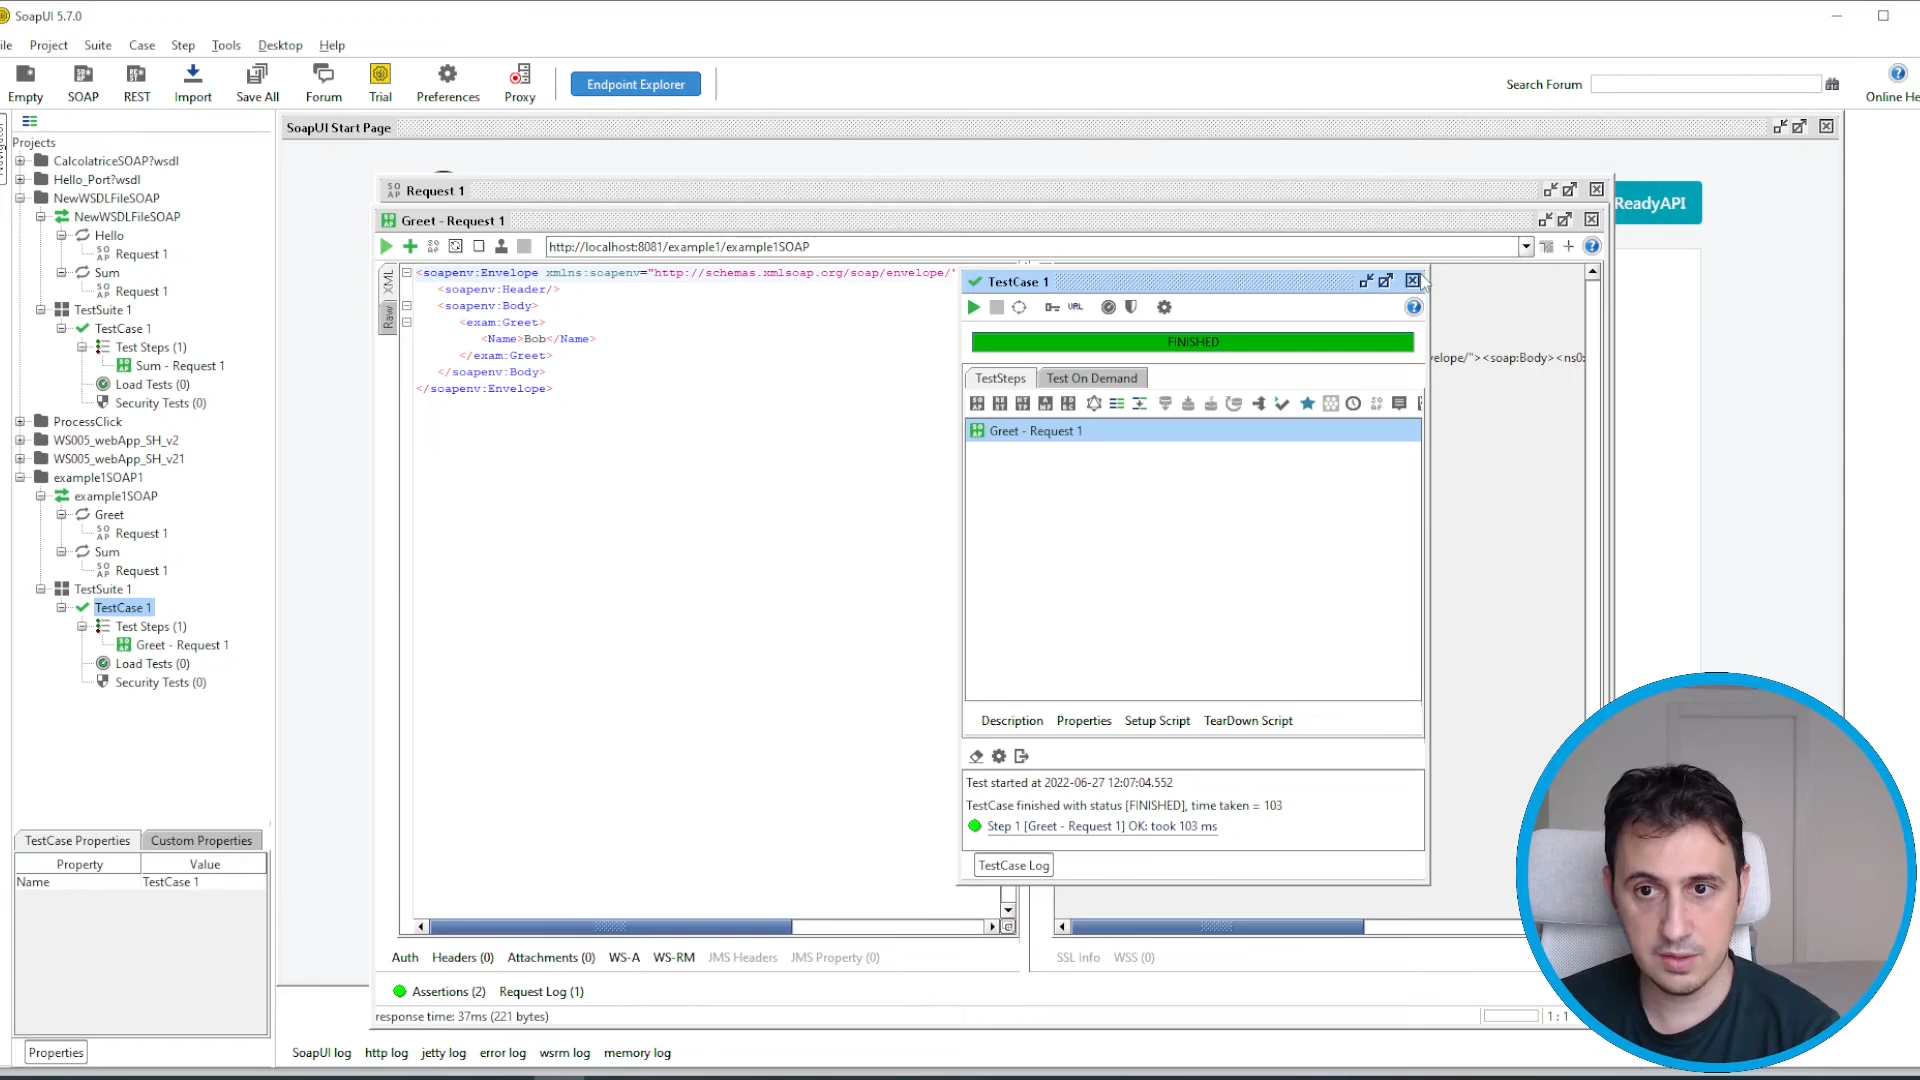 SoapUI 5.7.0
ile Project Suite Case Step Tools Desktop Help
Empty SOAP REST Import Save All Forum Trial Preferences Proxy
Endpoint Explorer
Search Forum
Online He
Projects
CalcolatriceSOAP?wsdl
Hello_Port?wsdl
NewWSDLFileSOAP
NewWSDLFileSOAP
Hello
Request 1
Sum
Request 1
TestSuite 1
TestCase 1
Test Steps (1)
Sum - Request 1
Load Tests (0)
Security Tests (0)
ProcessClick
WS005_webApp_SH_v2
WS005_webApp_SH_v21
example1SOAP1
example1SOAP
Greet
Request 1
Sum
Request 1
TestSuite 1
TestCase 1
Test Steps (1)
Greet - Request 1
Load Tests (0)
Security Tests (0)
TestCase Properties Custom Properties
Property Value
Name TestCase 1
Properties
SoapUI Start Page
ReadyAPI
Request 1
Greet - Request 1
http://localhost:8081/example1/example1SOAP
XML
Raw
<soapenv:Envelope xmlns:soapenv="http://schemas.xmlsoap.org/soap/envelope/"
<soapenv:Header/>
<soapenv:Body>
<exam:Greet>
<Name>Bob</Name>
</exam:Greet>
</soapenv:Body>
</soapenv:Envelope>
velope/"><soap:Body><ns0:
TestCase 1
FINISHED
TestSteps Test On Demand
Greet - Request 1
Description Properties Setup Script TearDown Script
Test started at 2022-06-27 12:07:04.552
TestCase finished with status [FINISHED], time taken = 103
Step 1 [Greet - Request 1] OK: took 103 ms
TestCase Log
Auth Headers (0) Attachments (0) WS-A WS-RM JMS Headers JMS Property (0)
SSL Info WSS (0)
Assertions (2) Request Log (1)
response time: 37ms (221 bytes)
1 : 1
SoapUI log http log jetty log error log wsrm log memory log